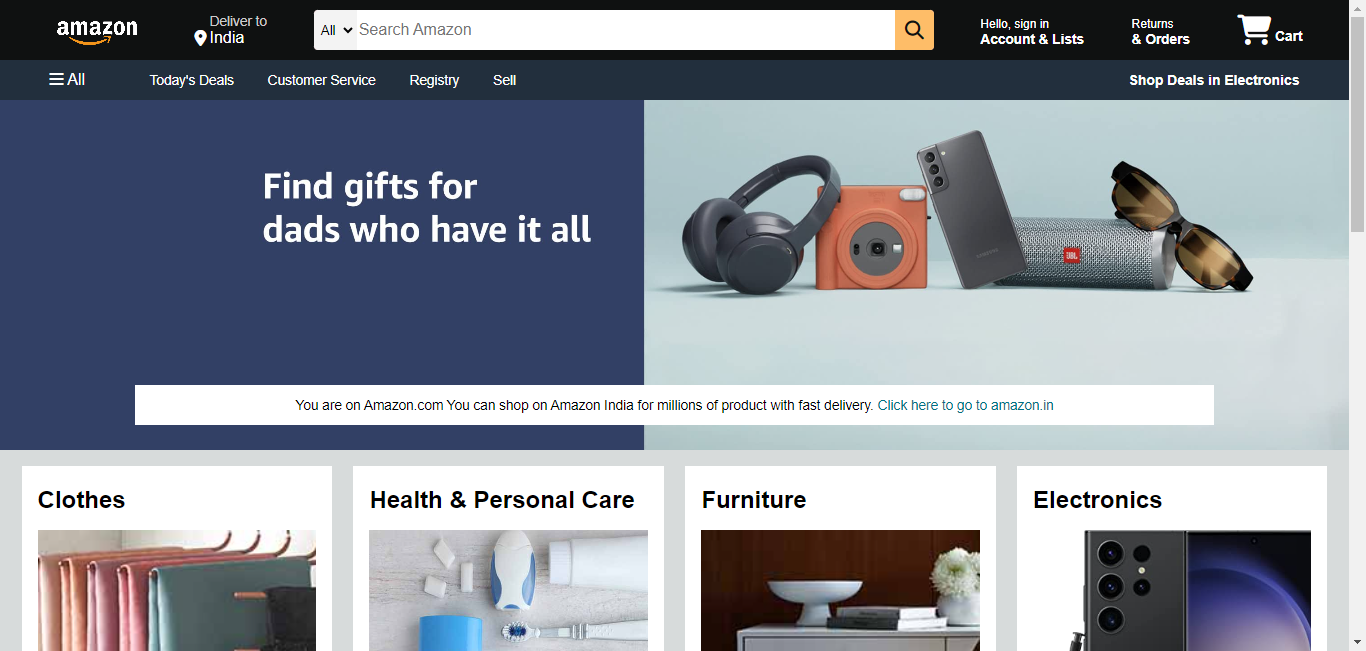 amazon
Deliver to
India
All
Search Amazon
Hello, sign in
Account & Lists
Returns
& Orders
Cart
All
Today's Deals
Customer Service
Registry
Sell
Shop Deals in Electronics
Find gifts for
dads who have it all
SAMSUNG
JBL
You are on Amazon.com You can shop on Amazon India for millions of product with fast delivery. Click here to go to amazon.in
Clothes
Health & Personal Care
Furniture
Electronics